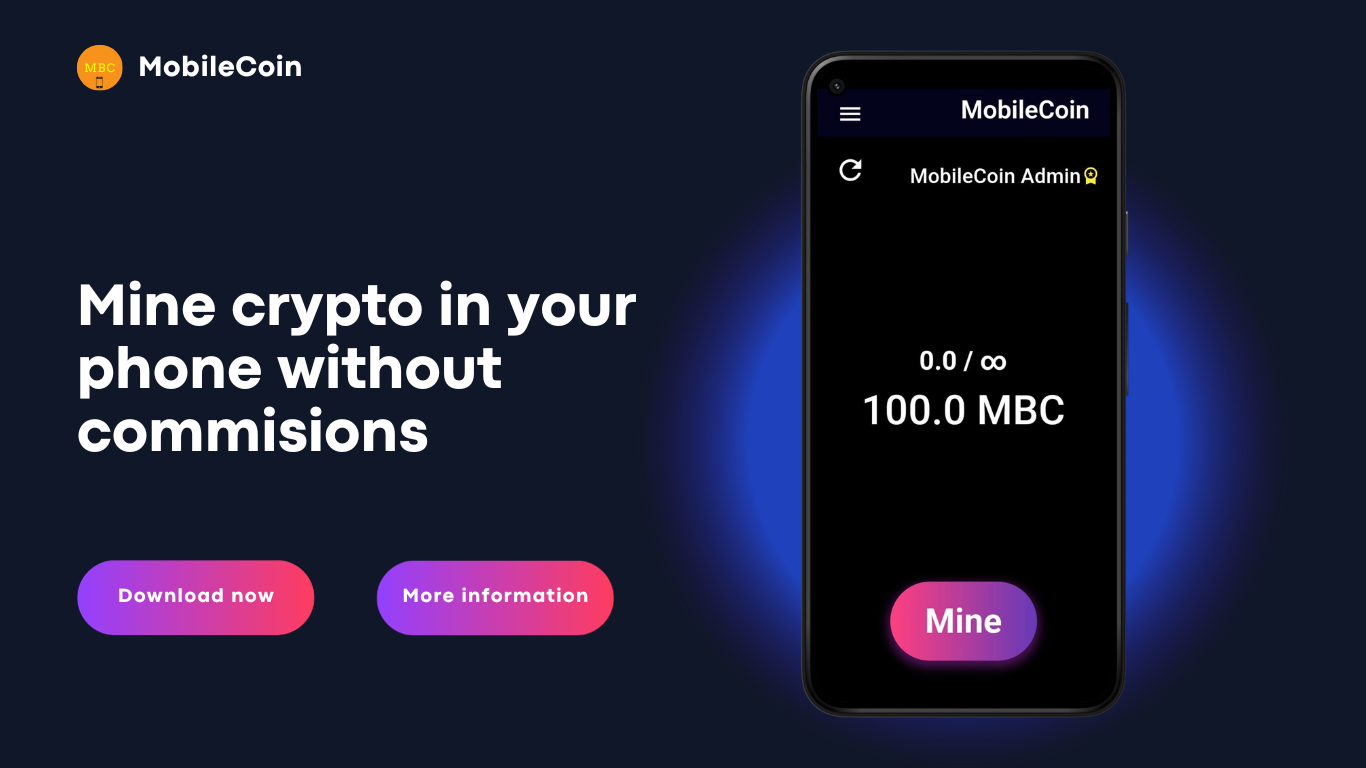 MBC
MobileCoin
Mine crypto in your
phone without
commisions
Download now
More information
MobileCoin
MobileCoin Admin
0.0 / ∞
100.0 MBC
Mine